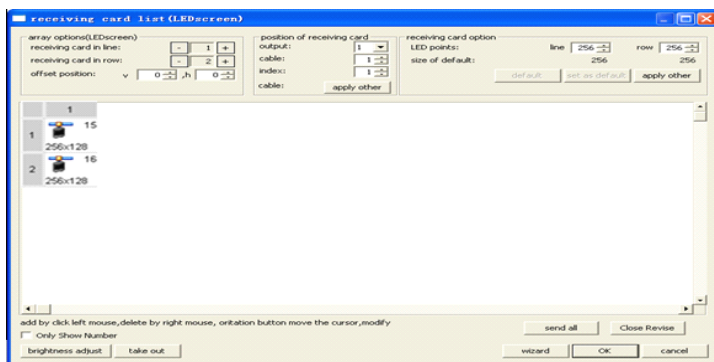 receiving card list(LEDscreen)
array options(LEDscreen)
receiving card in line: - 1 +
receiving card in row: - 2 +
offset position: v 0 ,h 0
position of receiving card
output: 1
cable: 1
index: 1
cable: apply other
receiving card option
LED points: line 256 row 256
size of default: 256 256
default set as default apply other
1
1 15
256x128
2 16
256x128
add by click left mouse,delete by right mouse, oritation button move the cursor,modify
Only Show Number
send all Close Revise
brightness adjust take out wizard OK cancel